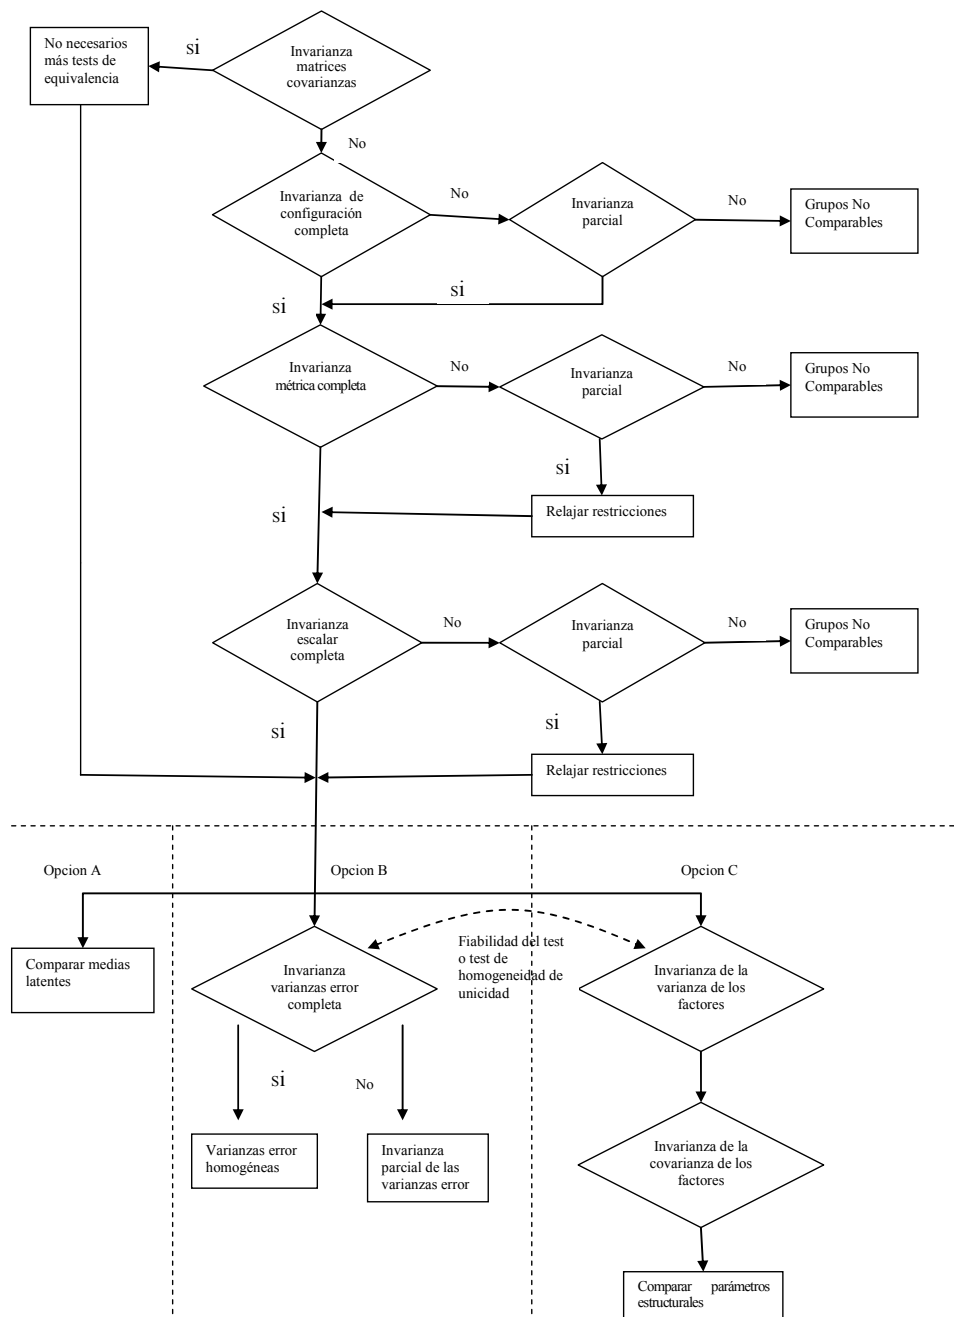 No necesarios
más tests de
equivalencia
si
Invarianza
matrices
covarianzas
No
Invarianza de
configuración
completa
No
Invarianza
parcial
No
Grupos No
Comparables
si
si
Invarianza
métrica completa
No
Invarianza
parcial
No
Grupos No
Comparables
si
si
Relajar restricciones
Invarianza
escalar
completa
No
Invarianza
parcial
No
Grupos No
Comparables
si
si
Relajar restricciones
Opcion A
Opcion B
Opcion C
Comparar medias
latentes
Invarianza
varianzas error
completa
Fiabilidad del test
o test de
homogeneidad de
unicidad
Invarianza de la
varianza de los
factores
si
No
Varianzas error
homogéneas
Invarianza
parcial de las
varianzas error
Invarianza de la
covarianza de los
factores
Comparar parámetros
estructurales